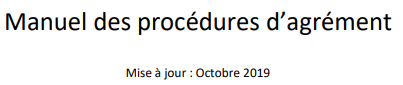 Manuel des procédures d’agrément
Mise à jour : Octobre 2019